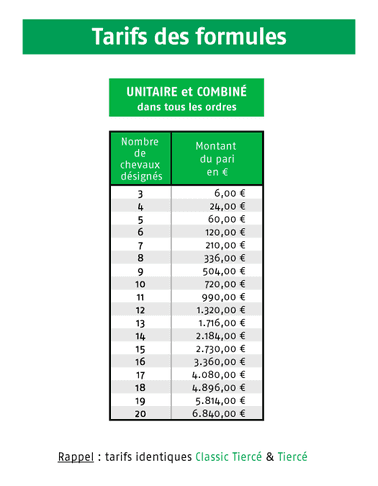 Tarifs des formules
UNITAIRE et COMBINÉ
dans tous les ordres
Nombre de chevaux désignés Montant du pari en €
3 6,00 €
4 24,00 €
5 60,00 €
6 120,00 €
7 210,00 €
8 336,00 €
9 504,00 €
10 720,00 €
11 990,00 €
12 1.320,00 €
13 1.716,00 €
14 2.184,00 €
15 2.730,00 €
16 3.360,00 €
17 4.080,00 €
18 4.896,00 €
19 5.814,00 €
20 6.840,00 €
Rappel : tarifs identiques Classic Tiercé & Tiercé